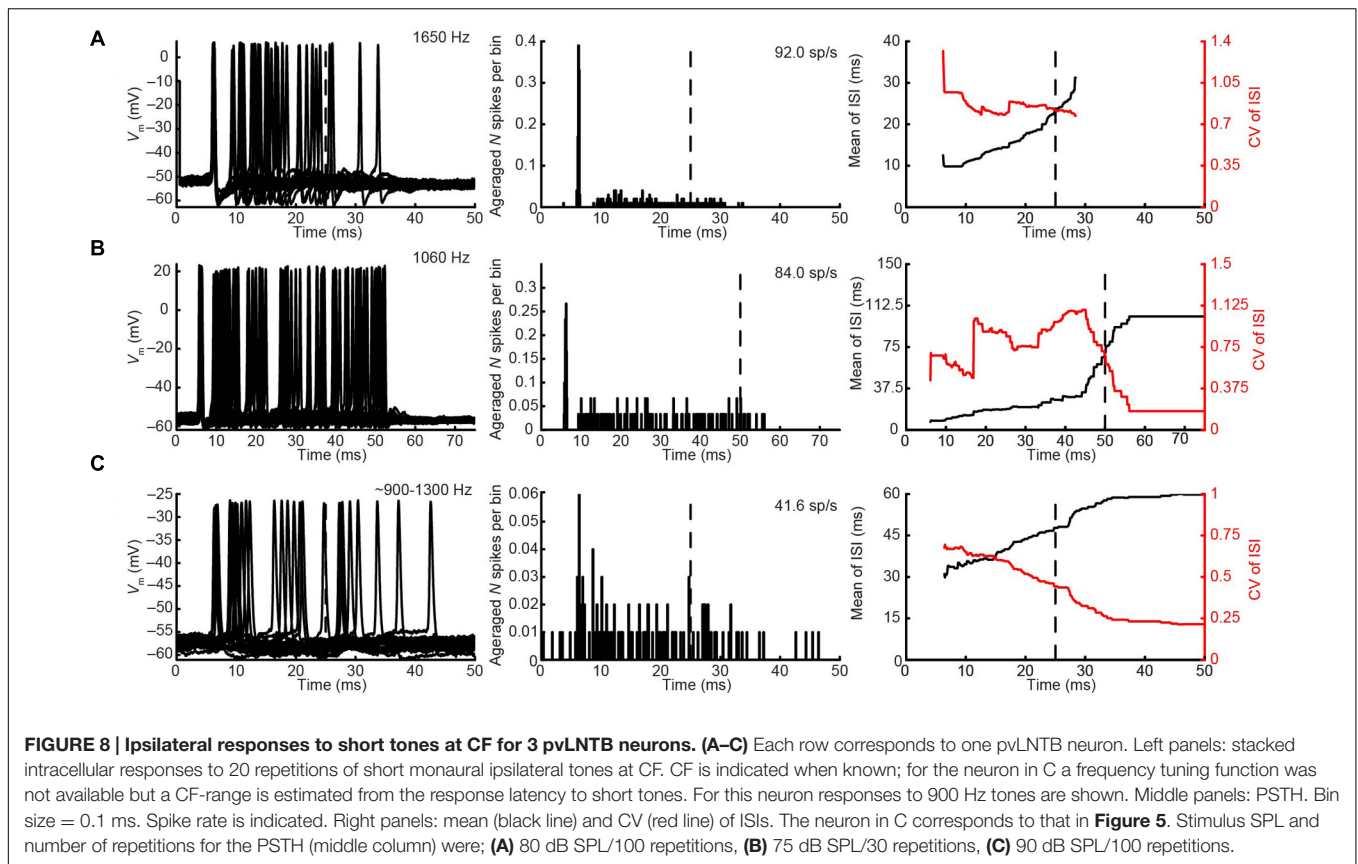 A
1650 Hz
0
−10
−20
−30
−40
−50
−60
V m (mV)
0 10 20 30 40 50
Time (ms)
92.0 sp/s
0.4
0.3
0.2
0.1
0
Ageraged N spikes per bin
0 10 20 30 40 50
Time (ms)
40
30
20
10
0
Mean of ISI (ms)
1.4
1.05
0.7
0.35
0
CV of ISI
0 10 20 30 40 50
Time (ms)
B
1060 Hz
20
0
−20
−40
−60
V m (mV)
0 10 20 30 40 50 60 70
Time (ms)
84.0 sp/s
0.3
0.25
0.2
0.15
0.1
0.05
0
Ageraged N spikes per bin
0 10 20 30 40 50 60 70
Time (ms)
150
112.5
75
37.5
0
Mean of ISI (ms)
1.5
1.125
0.75
0.375
0
CV of ISI
0 10 20 30 40 50 60 70
Time (ms)
C
~900-1300 Hz
−25
−30
−35
−40
−45
−50
−55
−60
V m (mV)
0 10 20 30 40 50
Time (ms)
41.6 sp/s
0.06
0.05
0.04
0.03
0.02
0.01
0
Ageraged N spikes per bin
0 10 20 30 40 50
Time (ms)
60
45
30
15
0
Mean of ISI (ms)
1
0.75
0.5
0.25
0
CV of ISI
0 10 20 30 40 50
Time (ms)
FIGURE 8 | Ipsilateral responses to short tones at CF for 3 pvLNTB neurons. (A–C) Each row corresponds to one pvLNTB neuron. Left panels: stacked
intracellular responses to 20 repetitions of short monaural ipsilateral tones at CF. CF is indicated when known; for the neuron in C a frequency tuning function was
not available but a CF-range is estimated from the response latency to short tones. For this neuron responses to 900 Hz tones are shown. Middle panels: PSTH. Bin
size = 0.1 ms. Spike rate is indicated. Right panels: mean (black line) and CV (red line) of ISIs. The neuron in C corresponds to that in Figure 5. Stimulus SPL and
number of repetitions for the PSTH (middle column) were; (A) 80 dB SPL/100 repetitions, (B) 75 dB SPL/30 repetitions, (C) 90 dB SPL/100 repetitions.